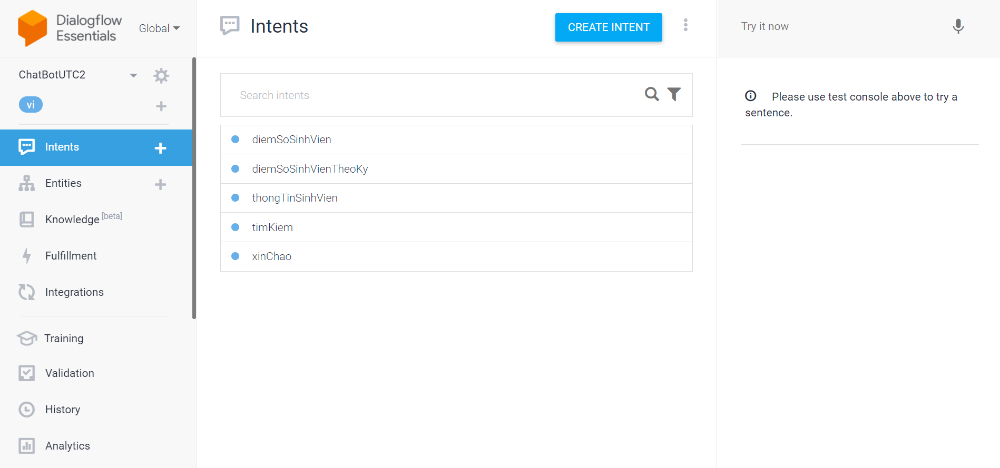 Dialogflow
Essentials
Global
ChatBotUTC2
vi
Intents
Entities
Knowledge [beta]
Fulfillment
Integrations
Training
Validation
History
Analytics
Intents
CREATE INTENT
Search intents
diemSoSinhVien
diemSoSinhVienTheoKy
thongTinSinhVien
timKiem
xinChao
Try it now
Please use test console above to try a
sentence.